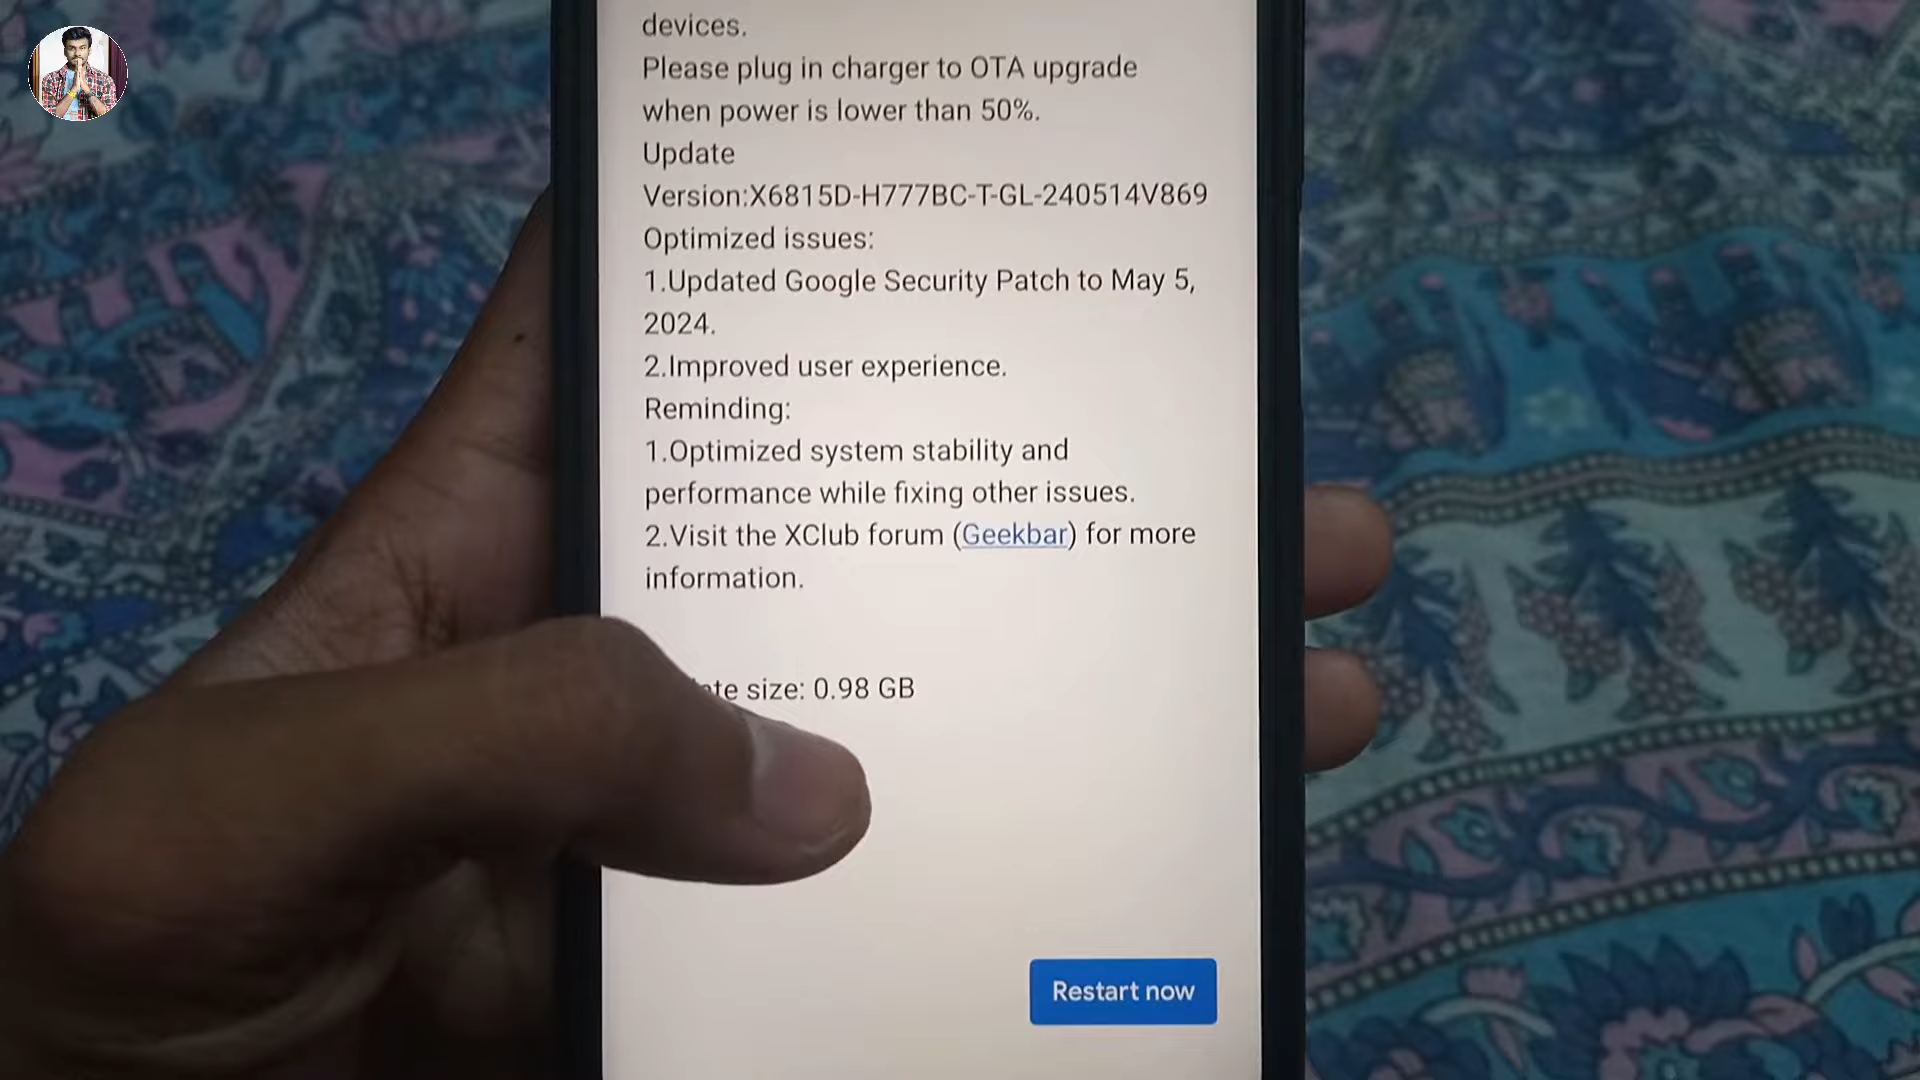 devices.
Please plug in charger to OTA upgrade
when power is lower than 50%.
Update
Version:X6815D-H777BC-T-GL-240514V869
Optimized issues:
1.Updated Google Security Patch to May 5,
2024.
2.Improved user experience.
Reminding:
1.Optimized system stability and
performance while fixing other issues.
2.Visit the XClub forum (Geekbar) for more
information.
size: 0.98 GB
Restart now